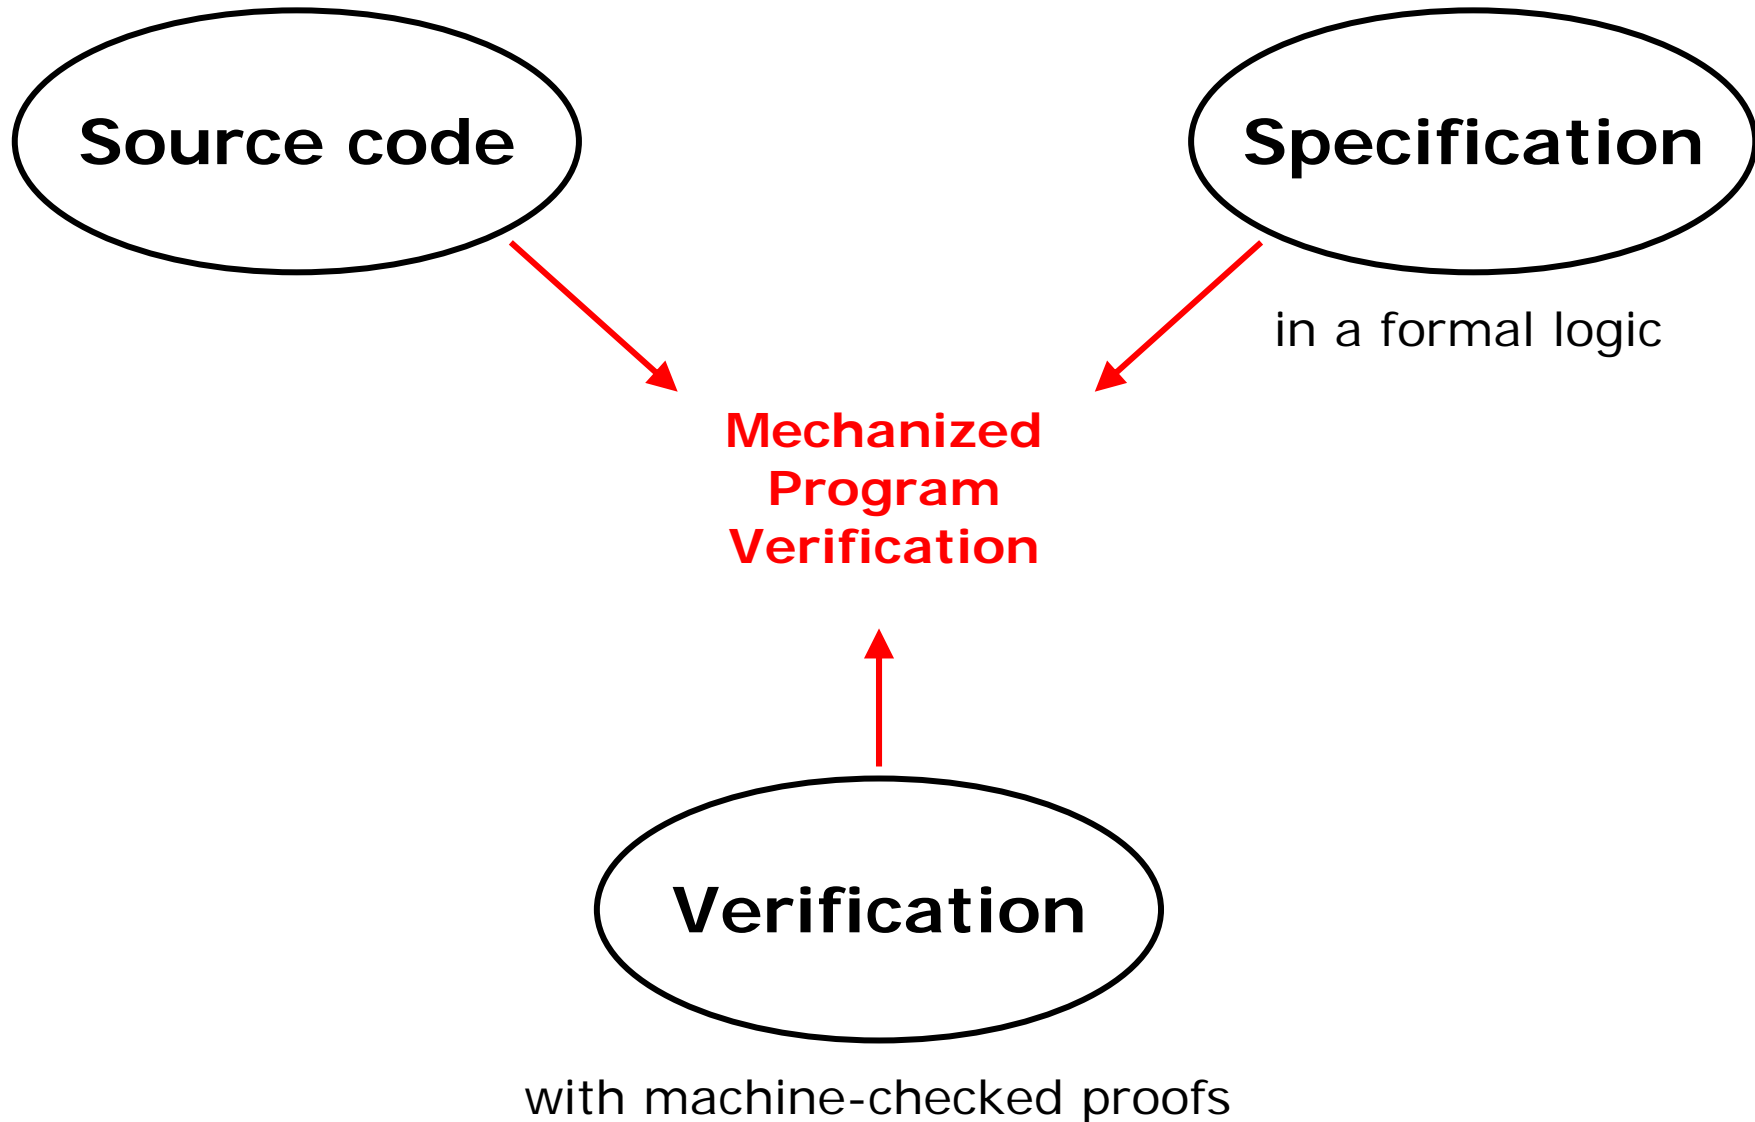 Source code
Specification
in a formal logic
Mechanized
Program
Verification
Verification
with machine-checked proofs